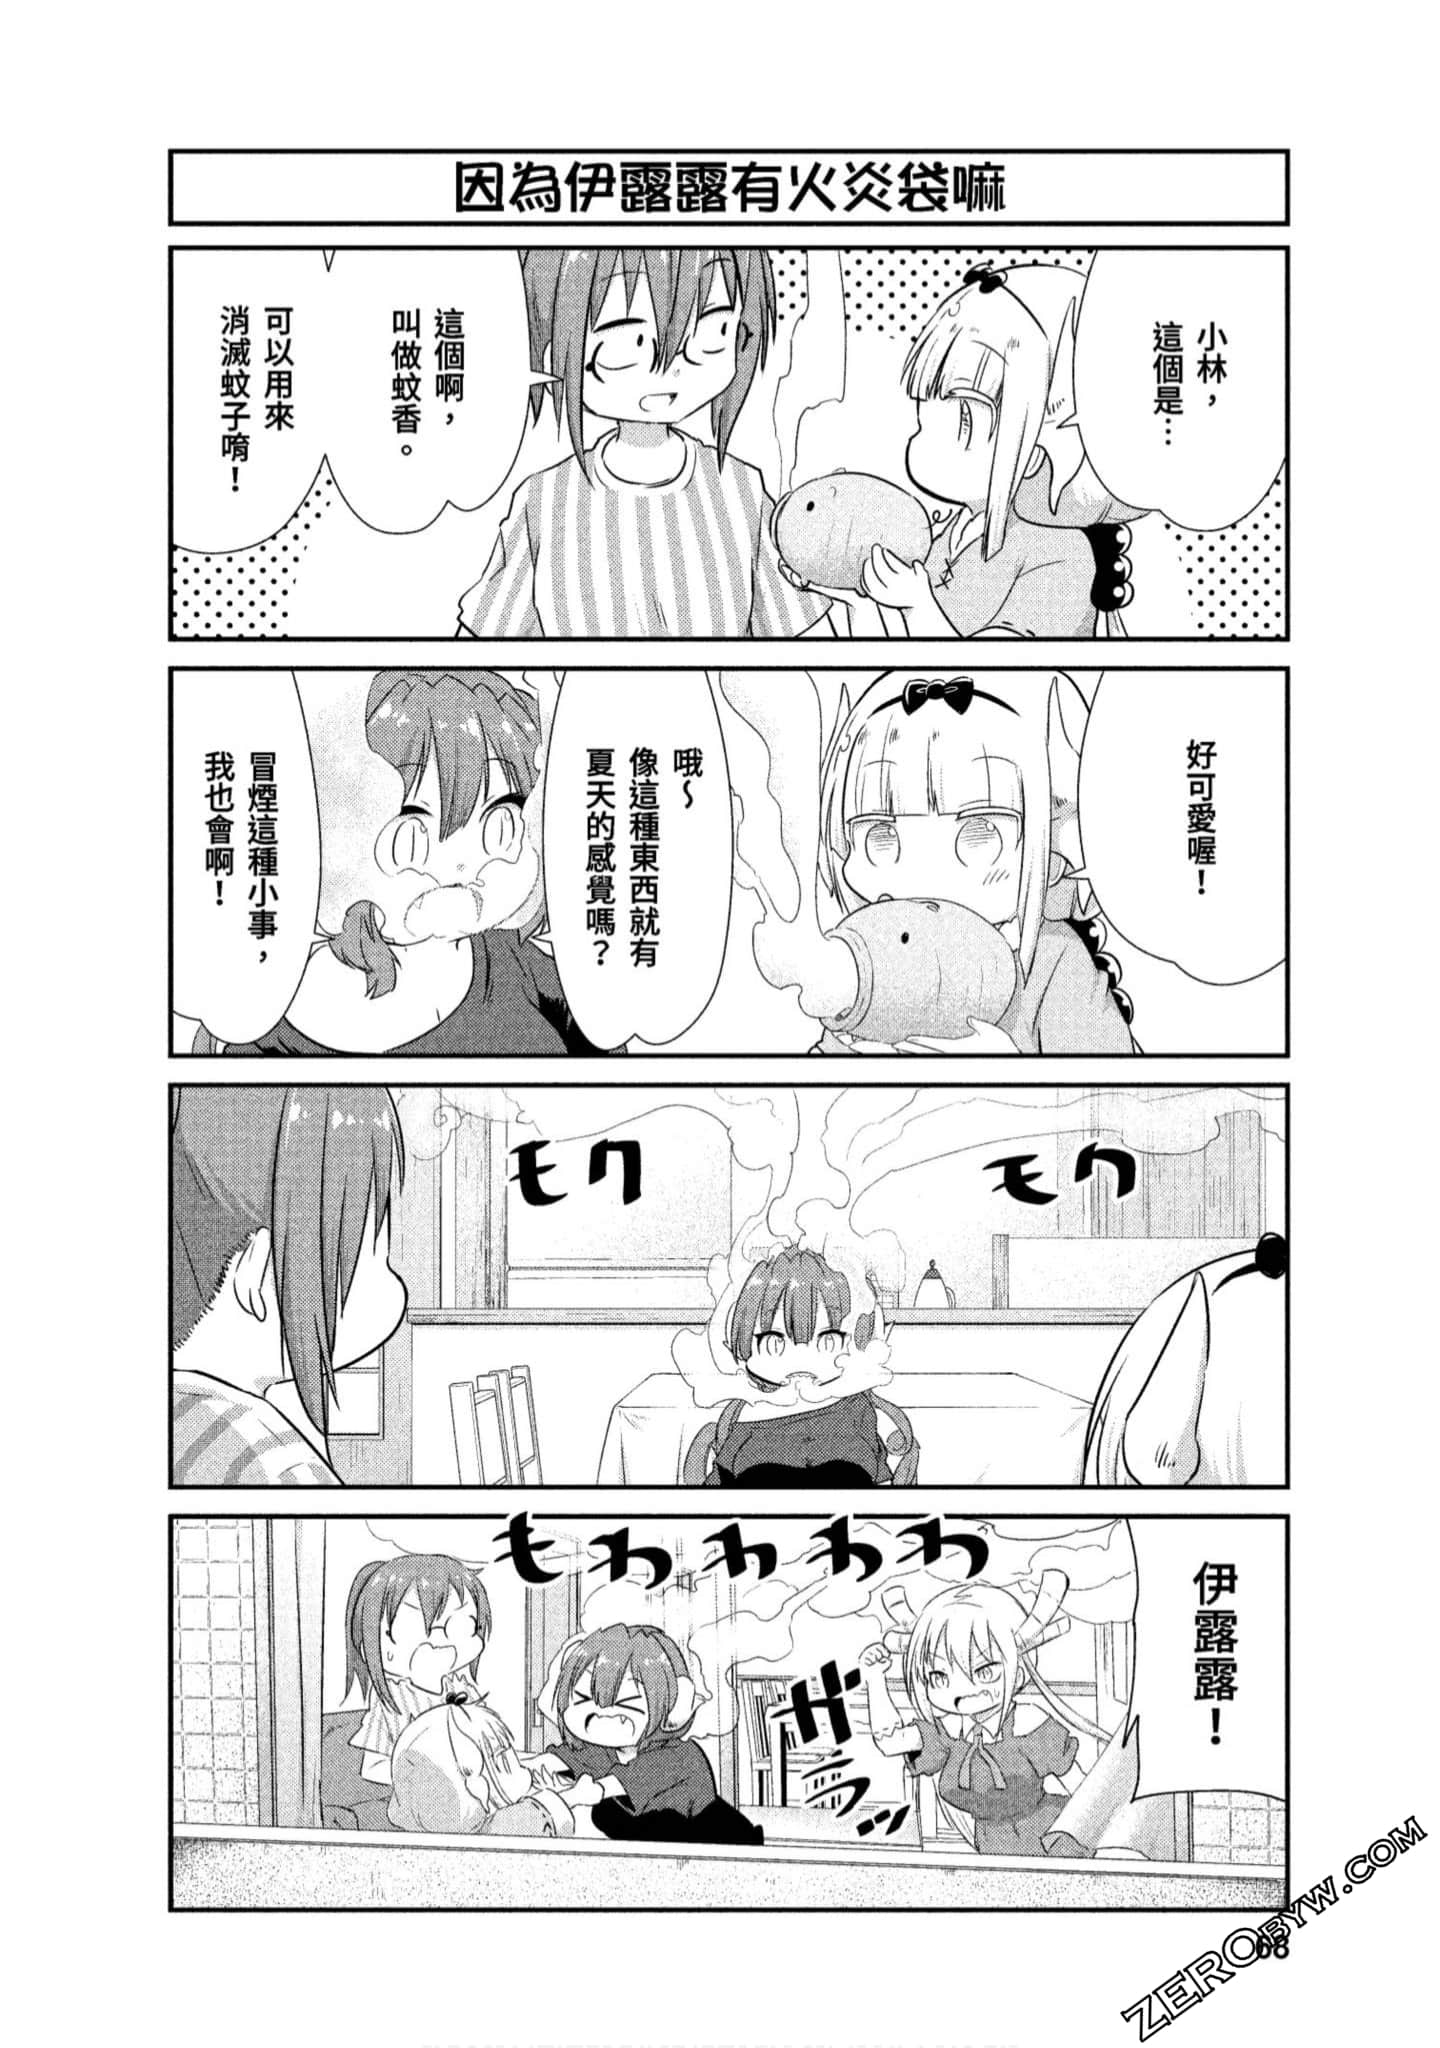 因為伊露露有火炎袋嘛
小林，
這個是…
這個啊，
叫做蚊香。
可以用來
消滅蚊子唷！
好可愛喔！
哦～
像這種東西就有
夏天的感覺嗎？
冒煙這種小事，
我也會啊！
モク
モク
伊露露！
もわわわわ
ガラッ
68
ZEROBYW.COM